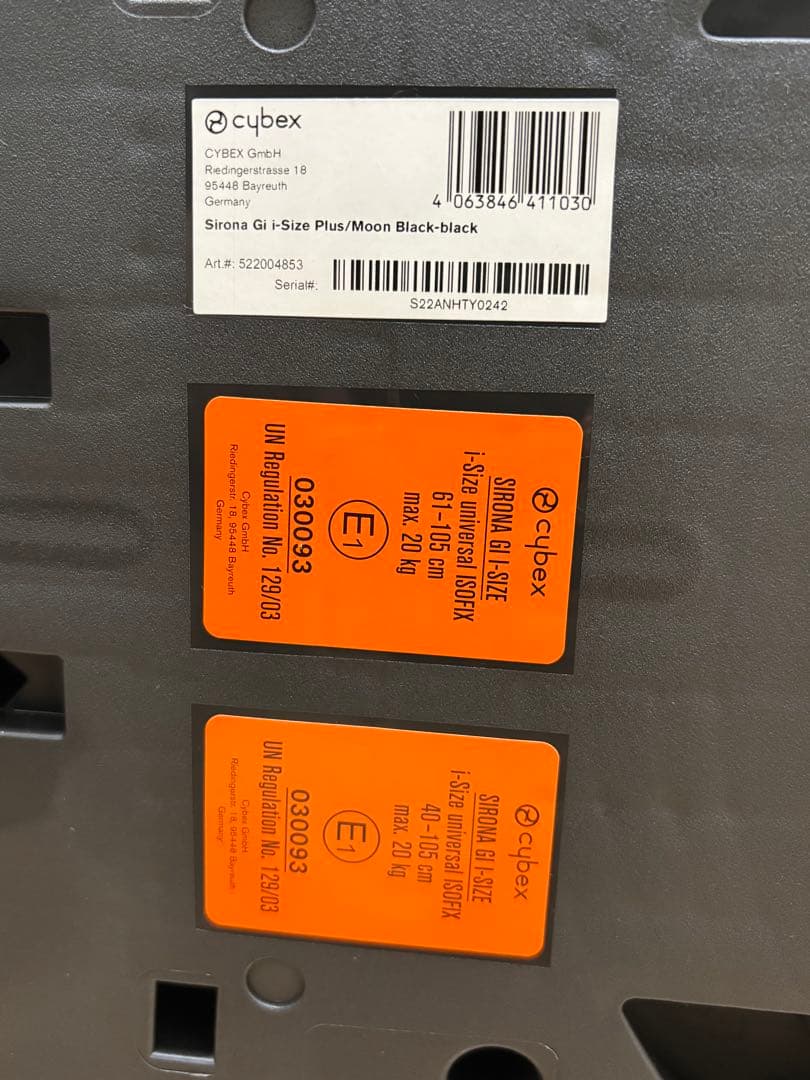 cybex
CYBEX GmbH
Riedingerstrasse 18
95448 Bayreuth
Germany
4 063846 411030
Sirona Gi i-Size Plus/Moon Black-black
Art.#: 522004853
Serial#:
S22ANHTY0242
cybex
SIRONA GI I-SIZE
i-Size universal ISOFIX
61-105 cm
max. 20 kg
E1
030093
UN Regulation No. 129/03
Cybex GmbH
Riedingerstr. 18, 95448 Bayreuth
Germany
cybex
SIRONA GI I-SIZE
i-Size universal ISOFIX
40-105 cm
max. 20 kg
E1
030093
UN Regulation No. 129/03
Cybex GmbH
Riedingerstr. 18, 95448 Bayreuth
Germany